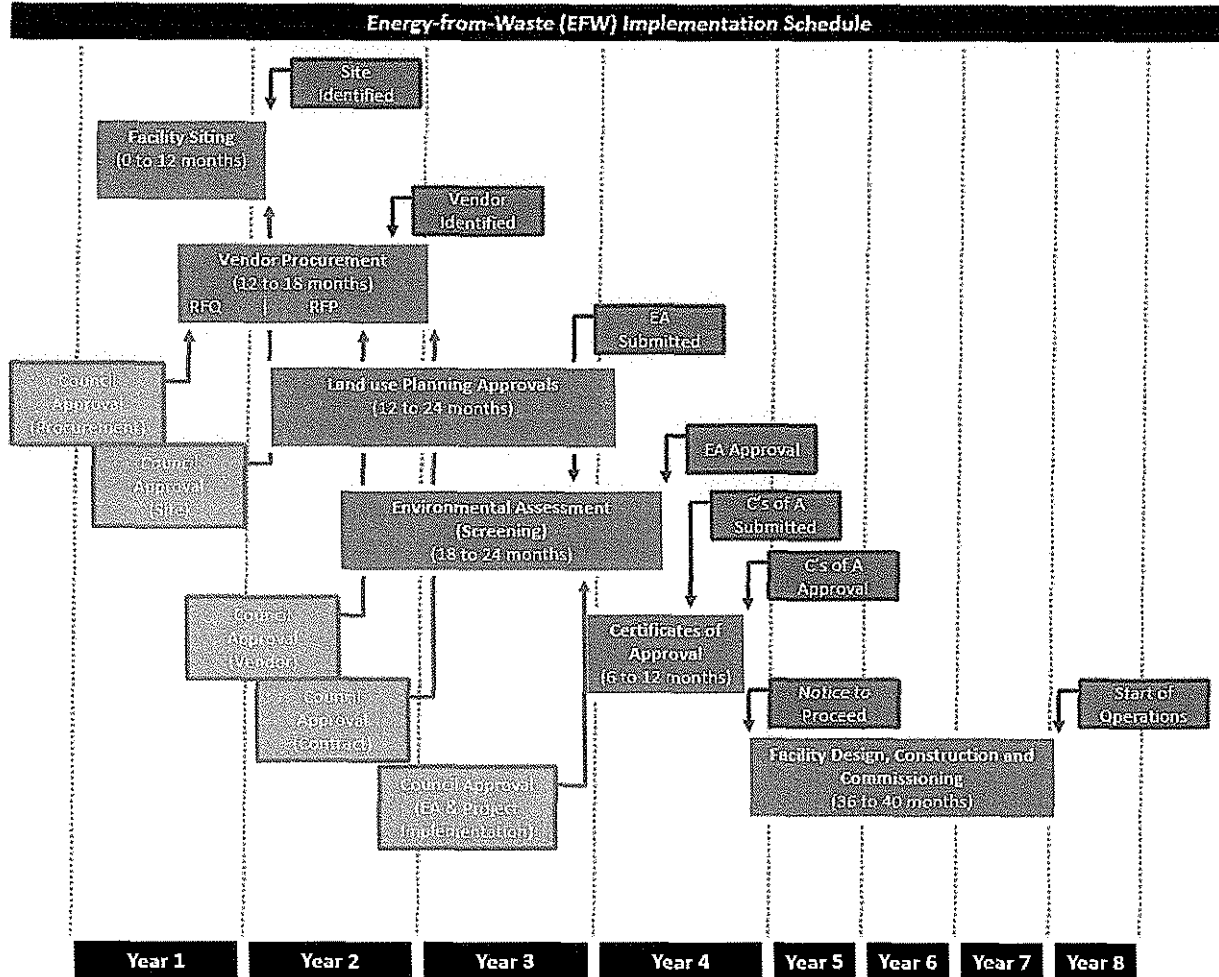 Energy-from-Waste (EFW) Implementation Schedule
Site
Identified
Facility Siting
(0 to 12 months)
Vendor
Identified
Vendor Procurement
(12 to 18 months)
RFQ RFP
EA
Submitted
Council
Approval
(Procurement)
Land use Planning Approvals
(12 to 24 months)
EA Approval
Council
Approval
(Site)
C's of A
Submitted
Environmental Assessment
(Screening)
(18 to 24 months)
C's of A
Approval
Council
Approval
(Vendor)
Certificates of
Approval
(6 to 12 months)
Council
Approval
(Contract)
Notice to
Proceed
Start of
Operations
Facility Design, Construction and
Commissioning
(36 to 40 months)
Council Approval
(EA & Project
Implementation)
Year 1
Year 2
Year 3
Year 4
Year 5
Year 6
Year 7
Year 8